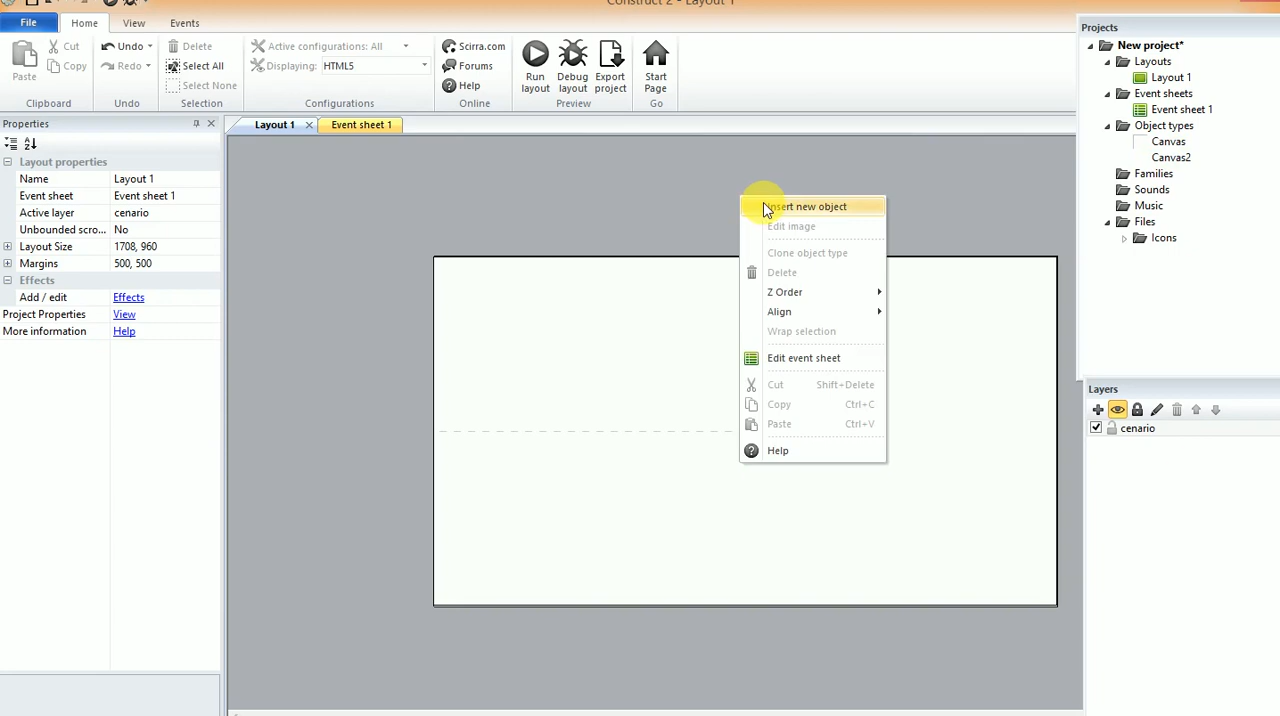 Construct 2 - Layout 1
File
Home
View
Events
Paste
Cut
Copy
Clipboard
Undo
Redo
Undo
Delete
Select All
Select None
Selection
Active configurations: All
Displaying:
HTML5
Configurations
Scirra.com
Forums
Help
Online
Run layout
Debug layout
Export project
Preview
Start Page
Go
Properties
Layout 1
Event sheet 1
Layout properties
Name Layout 1
Event sheet Event sheet 1
Active layer cenario
Unbounded scro... No
Layout Size 1708, 960
Margins 500, 500
Effects
Add / edit Effects
Project Properties View
More information Help
Insert new object
Edit image
Clone object type
Delete
Z Order
Align
Wrap selection
Edit event sheet
Cut Shift+Delete
Copy Ctrl+C
Paste Ctrl+V
Help
Projects
New project*
Layouts
Layout 1
Event sheets
Event sheet 1
Object types
Canvas
Canvas2
Families
Sounds
Music
Files
Icons
Layers
cenario